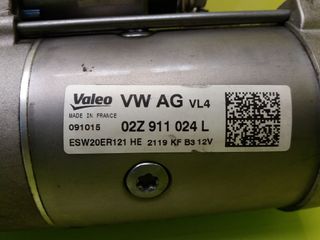 Valeo VW AG VL4
MADE IN FRANCE
091015 02Z 911 024 L
ESW20ER121 HE 2119 KF B3 12V